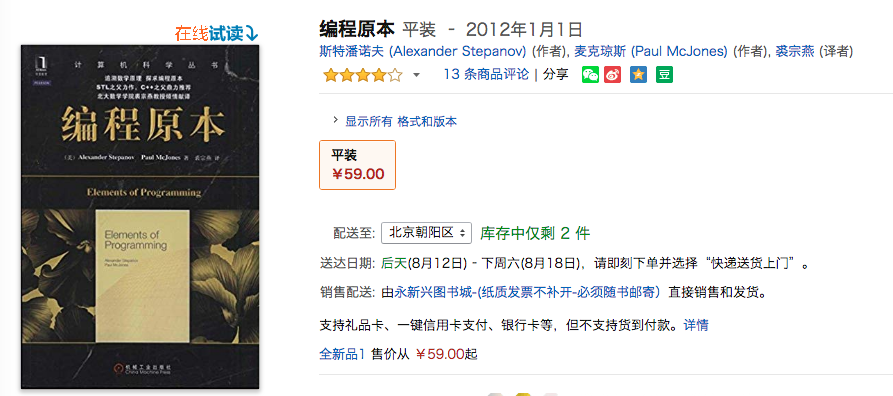 在线试读
计算机科学丛书
追溯数学原理 探求编程原本
STL之父力作，C++之父鼎力推荐
北大数学学院裘宗燕教授倾情献译
编程原本
(美) Alexander Stepanov Paul McJones 著 裘宗燕 译
Elements of Programming
Elements of
Programming
Alexander Stepanov
Paul McJones
机械工业出版社
China Machine Press
编程原本 平装 - 2012年1月1日
斯特潘诺夫 (Alexander Stepanov) (作者), 麦克琼斯 (Paul McJones) (作者), 裘宗燕 (译者)
13 条商品评论 | 分享 豆
显示所有 格式和版本
平装
￥59.00
配送至: 北京朝阳区 库存中仅剩 2 件
送达日期: 后天(8月12日) - 下周六(8月18日)，请即刻下单并选择“快递送货上门”。
销售配送: 由永新兴图书城-(纸质发票不补开-必须随书邮寄）直接销售和发货。
支持礼品卡、一键信用卡支付、银行卡等，但不支持货到付款。详情
全新品1 售价从 ￥59.00起